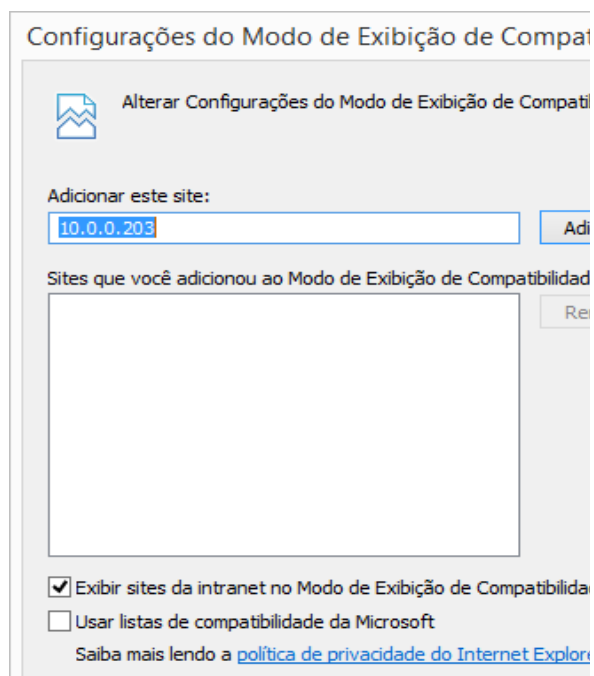 Configurações do Modo de Exibição de Compat
Alterar Configurações do Modo de Exibição de Compati
Adicionar este site:
10.0.0.203
Adi
Sites que você adicionou ao Modo de Exibição de Compatibilidad
Re
Exibir sites da intranet no Modo de Exibição de Compatibilida
Usar listas de compatibilidade da Microsoft
Saiba mais lendo a política de privacidade do Internet Explore